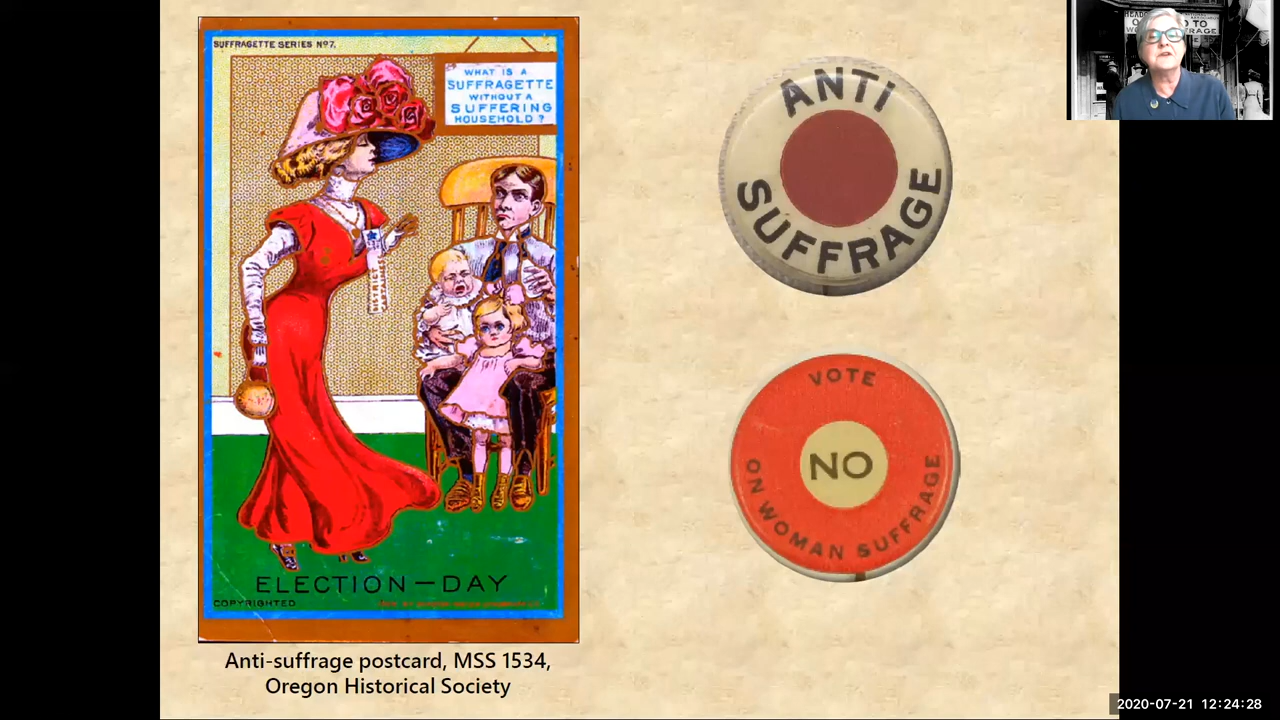 SUFFRAGETTE SERIES Nº7.
WHAT IS A
SUFFRAGETTE
WITHOUT A
SUFFERING
HOUSEHOLD?
ELECTION—DAY
COPYRIGHTED
Anti-suffrage postcard, MSS 1534,
Oregon Historical Society
ANTI
SUFFRAGE
VOTE
NO
ON WOMAN SUFFRAGE
2020-07-21 12:24:28